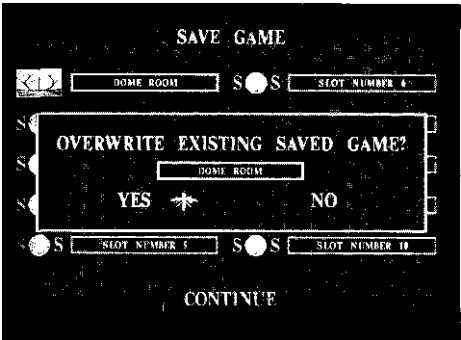 SAVE GAME
DOME ROOM S S SLOT NUMBER 6
S
OVERWRITE EXISTING SAVED GAME?
DOME ROOM
S
YES NO
S
S S SLOT NUMBER 5 S S SLOT NUMBER 10
CONTINUE